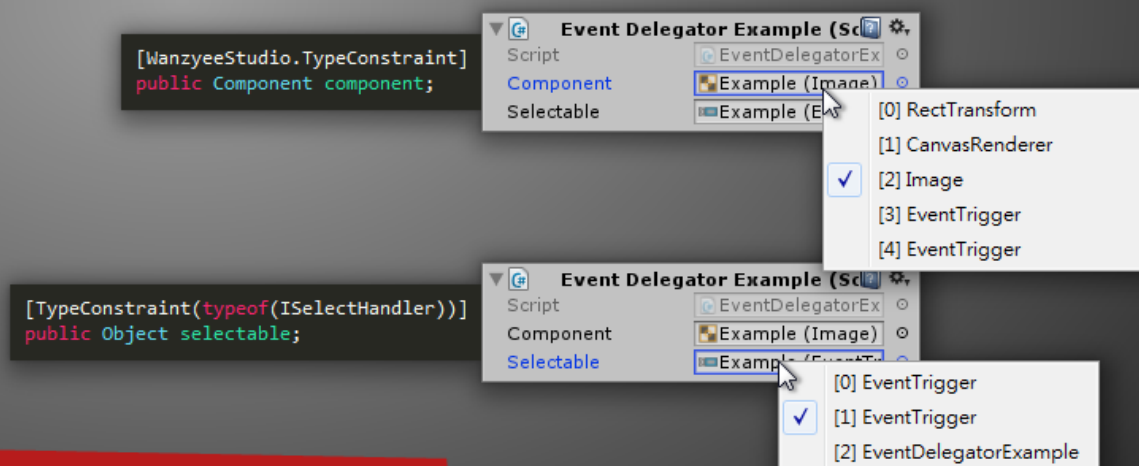 Event Delegator Example (Sc
[WanzyeeStudio.TypeConstraint]
public Component component;
Script
EventDelegatorEx
Component
Example (Image)
Selectable
Example (E
[0] RectTransform
[1] CanvasRenderer
[2] Image
[3] EventTrigger
[4] EventTrigger
Event Delegator Example (Sc
[TypeConstraint(typeof(ISelectHandler))]
public Object selectable;
Script
EventDelegatorEx
Component
Example (Image)
Selectable
Example (EventTr
[0] EventTrigger
[1] EventTrigger
[2] EventDelegatorExample